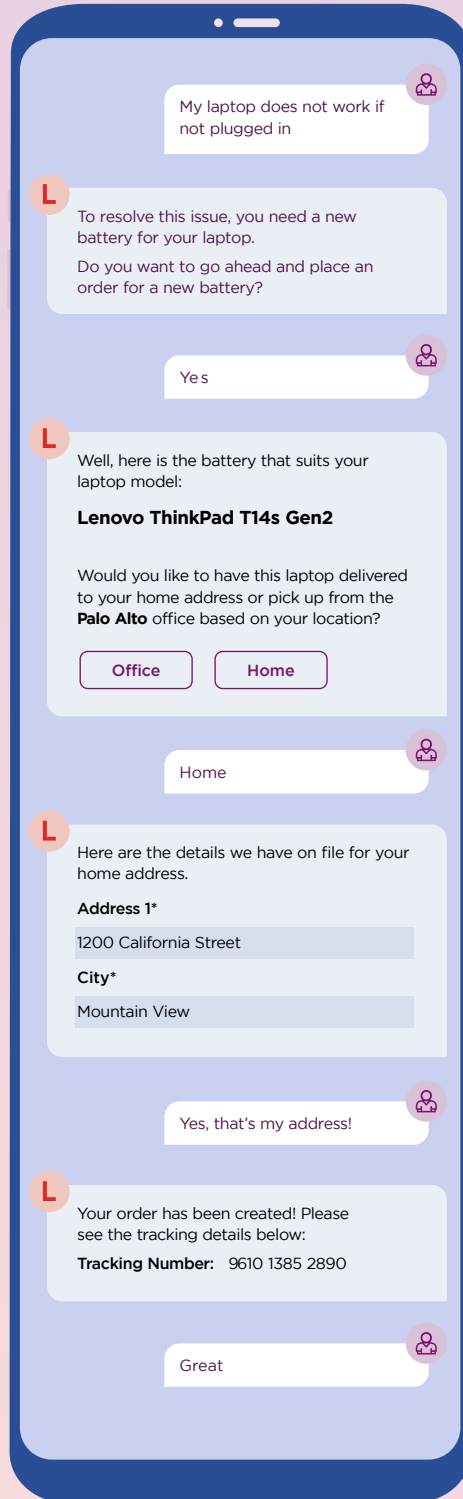 My laptop does not work if
not plugged in
L
To resolve this issue, you need a new
battery for your laptop.
Do you want to go ahead and place an
order for a new battery?
Yes
L
Well, here is the battery that suits your
laptop model:
Lenovo ThinkPad T14s Gen2
Would you like to have this laptop delivered
to your home address or pick up from the
Palo Alto office based on your location?
Office Home
Home
L
Here are the details we have on file for your
home address.
Address 1*
1200 California Street
City*
Mountain View
Yes, that’s my address!
L
Your order has been created! Please
see the tracking details below:
Tracking Number: 9610 1385 2890
Great